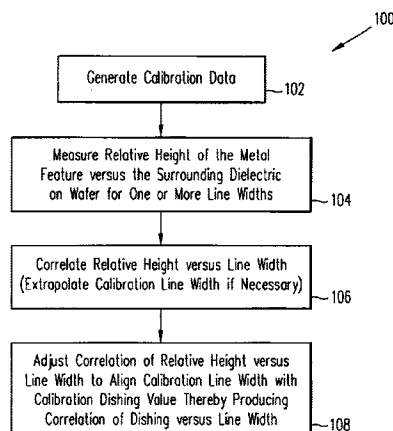 100
Generate Calibration Data
102
Measure Relative Height of the Metal
Feature versus the Surrounding Dielectric
on Wafer for One or More Line Widths
104
Correlate Relative Height versus Line Width
(Extrapolate Calibration Line Width if Necessary)
106
Adjust Correlation of Relative Height versus
Line Width to Align Calibration Line Width with
Calibration Dishing Value Thereby Producing
Correlation of Dishing versus Line Width
108